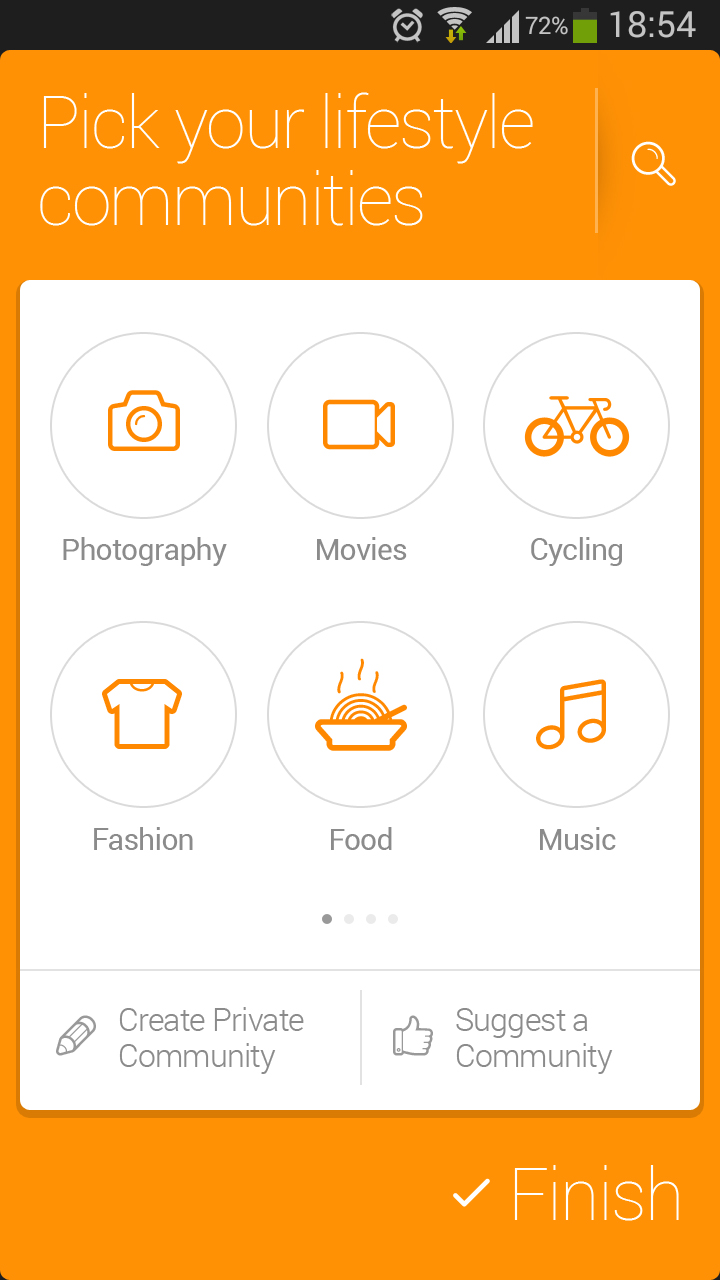 72% 18:54
Pick your lifestyle
communities
Photography Movies Cycling
Fashion Food Music
Create Private
Community
Suggest a
Community
Finish